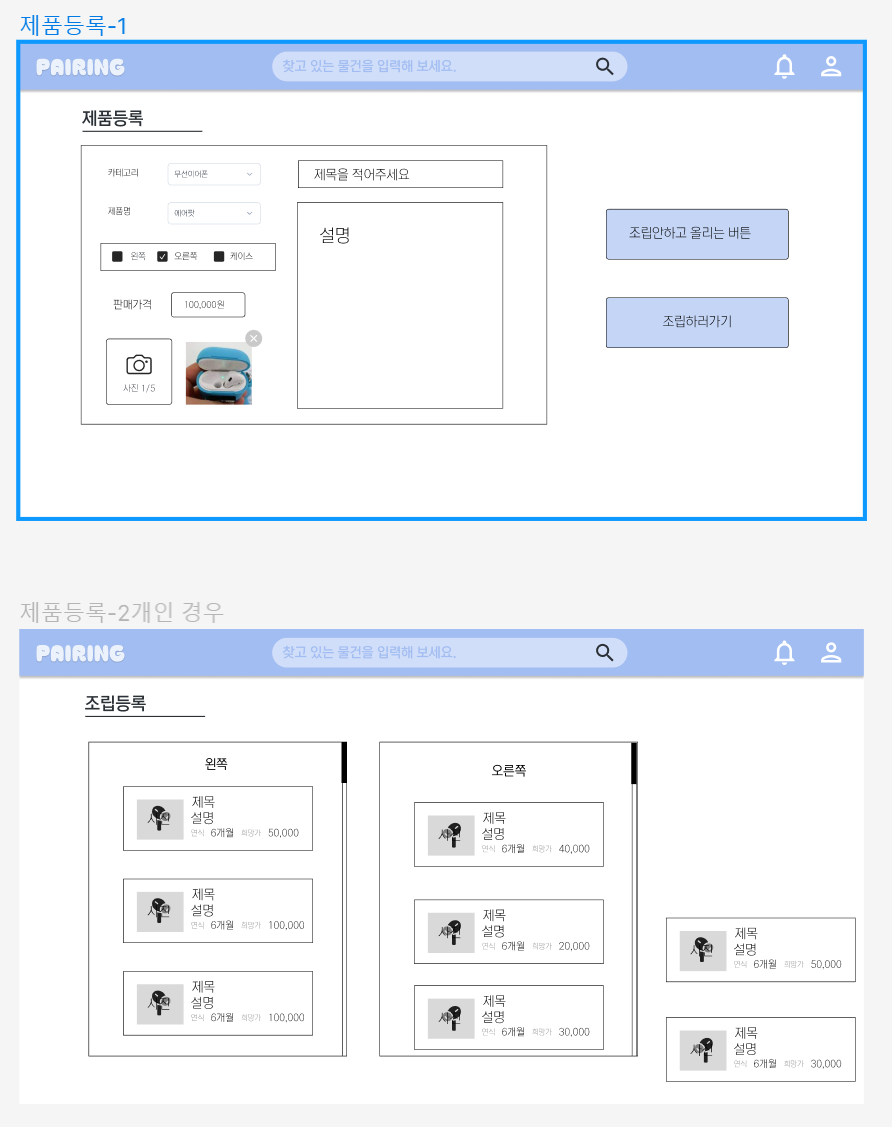 제품등록-1
PAIRING
찾고 있는 물건을 입력해 보세요.
제품등록
카테고리
무선이어폰
제목을 적어주세요
제품명
에어팟
설명
조립안하고 올리는 버튼
왼쪽
오른쪽
케이스
판매가격
100,000원
조립하러가기
사진 1/5
제품등록-2개인 경우
PAIRING
찾고 있는 물건을 입력해 보세요.
조립등록
왼쪽
제목
설명
연식 6개월 희망가 50,000
제목
설명
연식 6개월 희망가 100,000
제목
설명
연식 6개월 희망가 100,000
오른쪽
제목
설명
연식 6개월 희망가 40,000
제목
설명
연식 6개월 희망가 20,000
제목
설명
연식 6개월 희망가 30,000
제목
설명
연식 6개월 희망가 50,000
제목
설명
연식 6개월 희망가 30,000